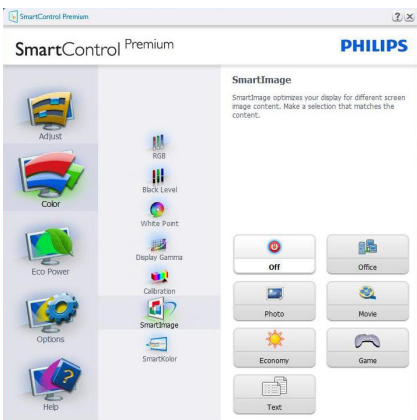 SmartControl Premium
? X
SmartControl Premium
PHILIPS
Adjust
Color
Eco Power
Options
Help
RGB
Black Level
White Point
Display Gamma
Calibration
SmartImage
SmartKolor
SmartImage
SmartImage optimizes your display for different screen
image content. Make a selection that matches the
content.
Off
Office
Photo
Movie
Economy
Game
Text